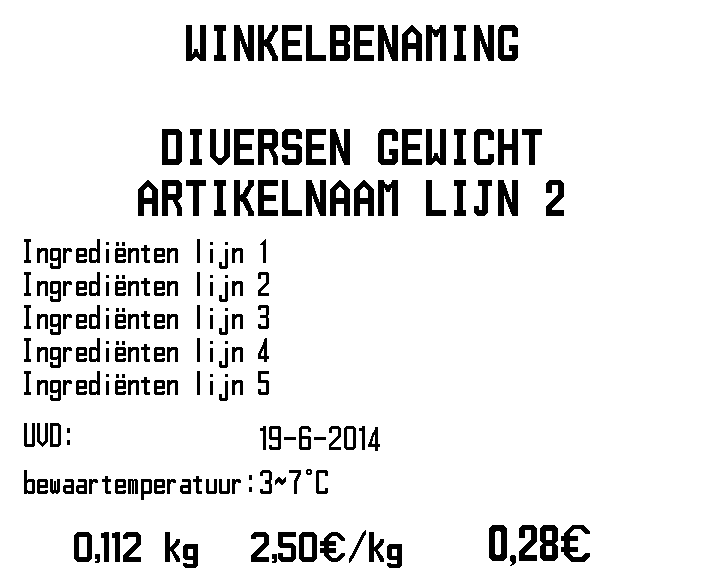 WINKELBENAMING
DIVERSEN GEWICHT
ARTIKELNAAM LIJN 2
Ingrediënten lijn 1
Ingrediënten lijn 2
Ingrediënten lijn 3
Ingrediënten lijn 4
Ingrediënten lijn 5
UVD: 19-6-2014
bewaartemperatuur:3~7°C
0,112 kg 2,50€/kg 0,28€